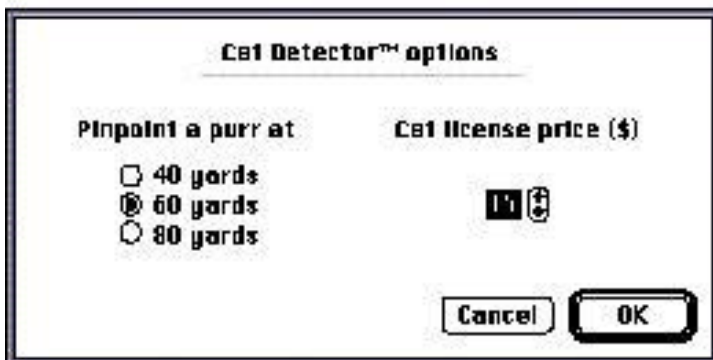 Cat Detector™ options
Pinpoint a purr at
Cat license price ($)
40 yards
60 yards
80 yards
Cancel
OK